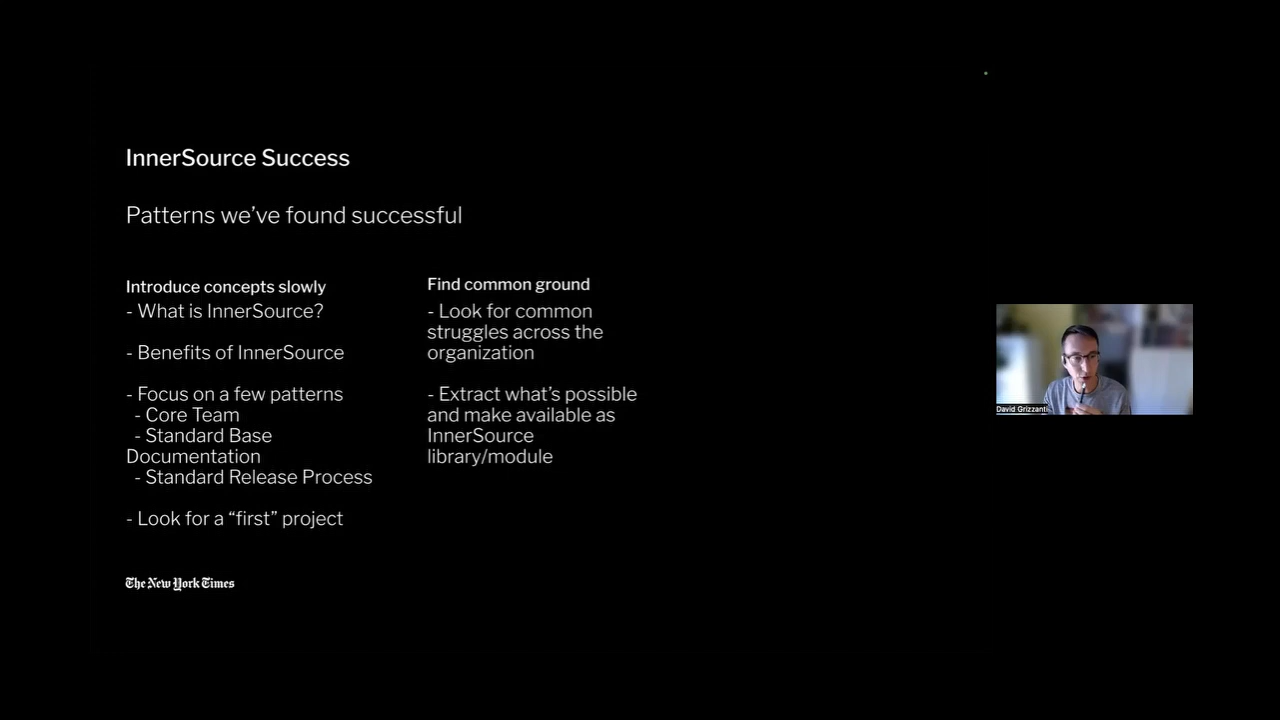 InnerSource Success
Patterns we've found successful
Introduce concepts slowly
- What is InnerSource?
- Benefits of InnerSource
- Focus on a few patterns
- Core Team
- Standard Base
Documentation
- Standard Release Process
- Look for a “first” project
Find common ground
- Look for common
struggles across the
organization
- Extract what's possible
and make available as
InnerSource
library/module
The New York Times
David Grizzanti